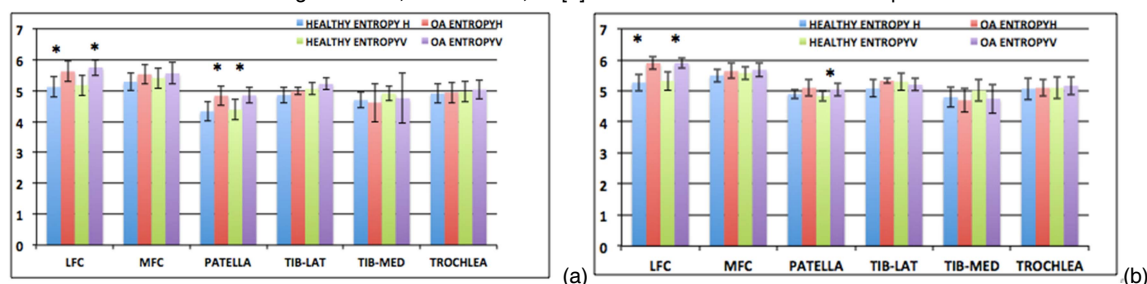 HEALTHY ENTROPY H OA ENTROPYH
HEALTHY ENTROPYV OA ENTROPYV
7
6
5
4
3
2
1
0
* * * *
LFC MFC PATELLA TIB-LAT TIB-MED TROCHLEA
(a)
HEALTHY ENTROPY H OA ENTROPYH
HEALTHY ENTROPYV OA ENTROPYV
7
6
5
4
3
2
1
0
* * *
LFC MFC PATELLA TIB-LAT TIB-MED TROCHLEA
(b)